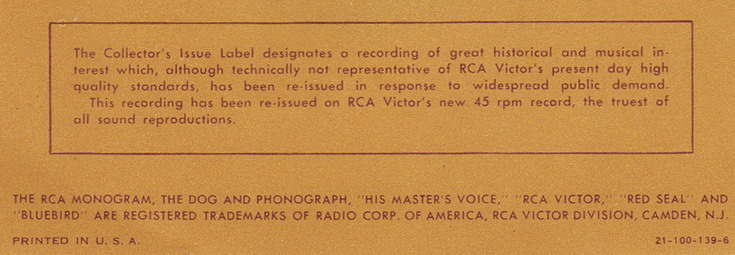 The Collector's Issue Label designates a recording of great historical and musical in-
terest which, although technically not representative of RCA Victor's present day high
quality standards, has been re-issued in response to widespread public demand.
This recording has been re-issued on RCA Victor's new 45 rpm record, the truest of
all sound reproductions.
THE RCA MONOGRAM, THE DOG AND PHONOGRAPH, "HIS MASTER'S VOICE," "RCA VICTOR," "RED SEAL" AND
"BLUEBIRD" ARE REGISTERED TRADEMARKS OF RADIO CORP. OF AMERICA, RCA VICTOR DIVISION, CAMDEN, N.J.
PRINTED IN U. S. A. 21-100-139-6